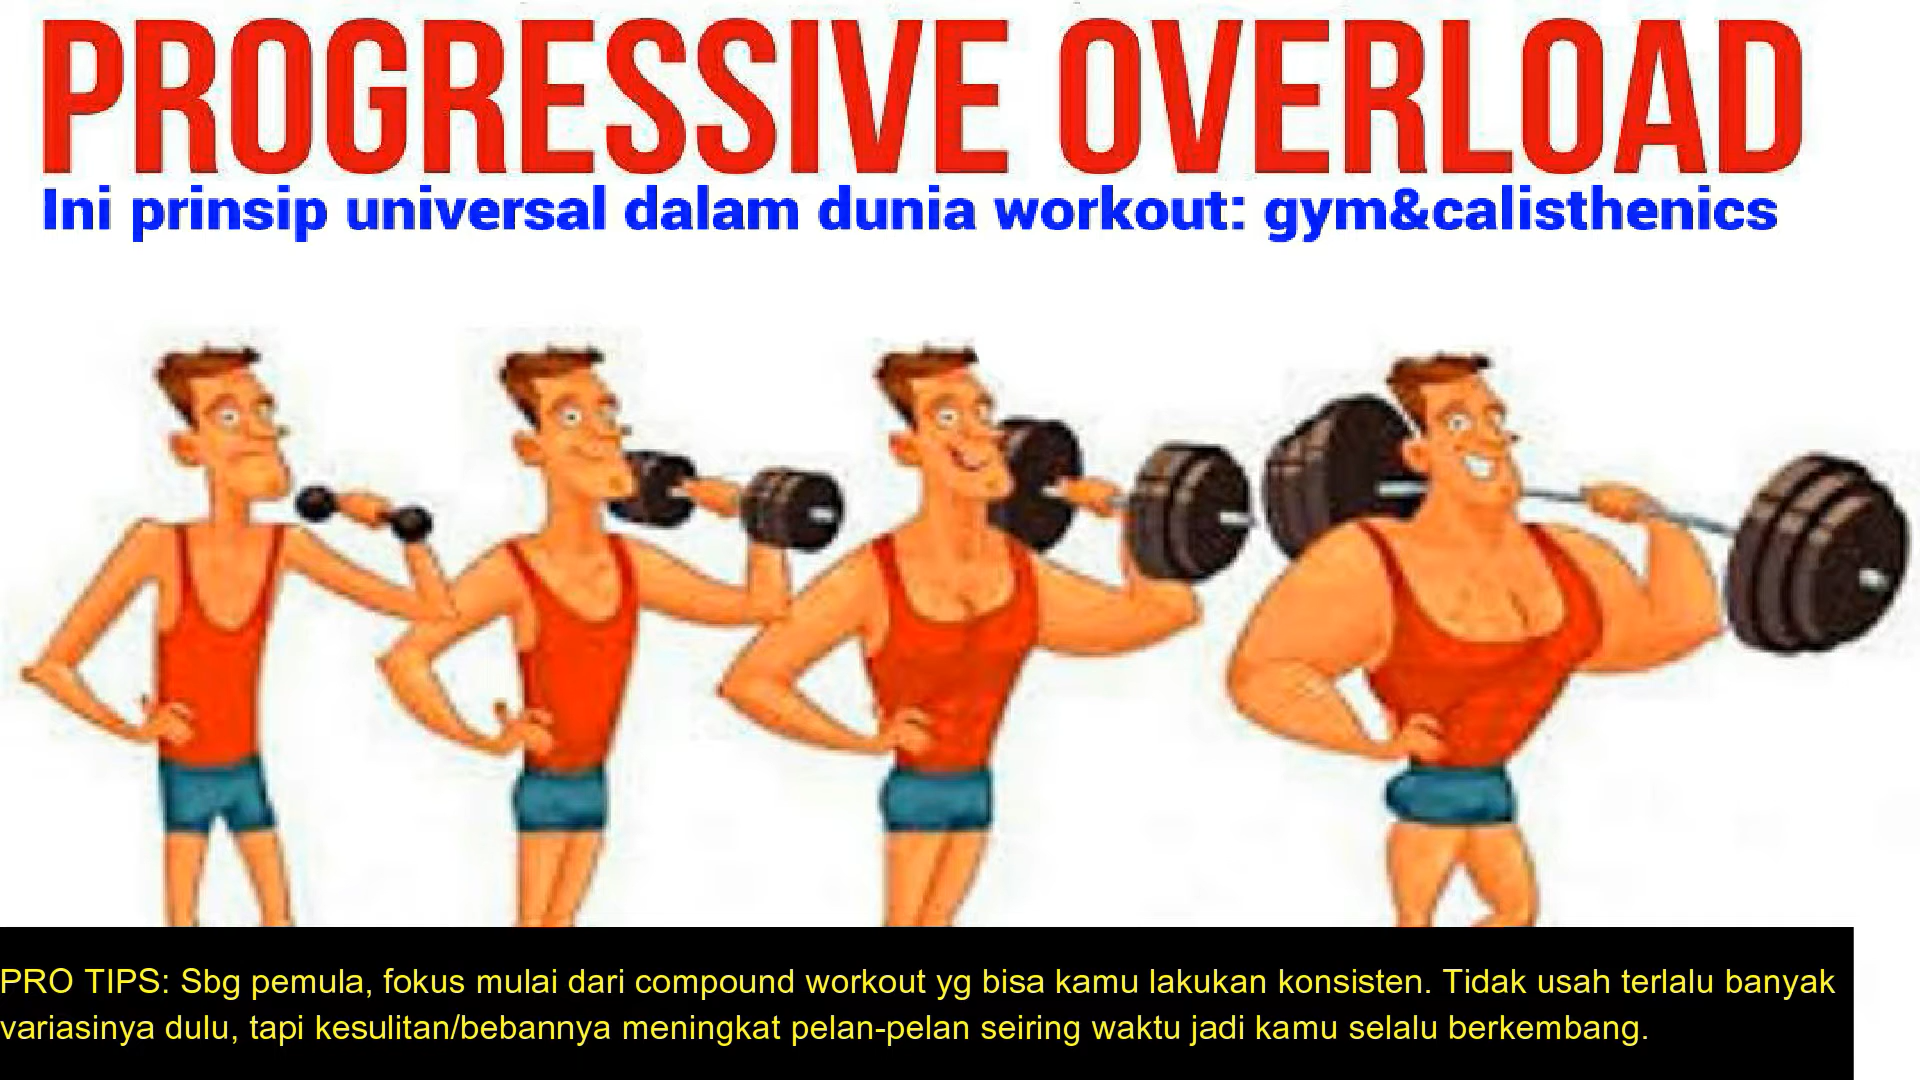 PROGRESSIVE OVERLOAD
Ini prinsip universal dalam dunia workout: gym&calisthenics
PRO TIPS: Sbg pemula, fokus mulai dari compound workout yg bisa kamu lakukan konsisten. Tidak usah terlalu banyak
variasinya dulu, tapi kesulitan/bebannya meningkat pelan-pelan seiring waktu jadi kamu selalu berkembang.